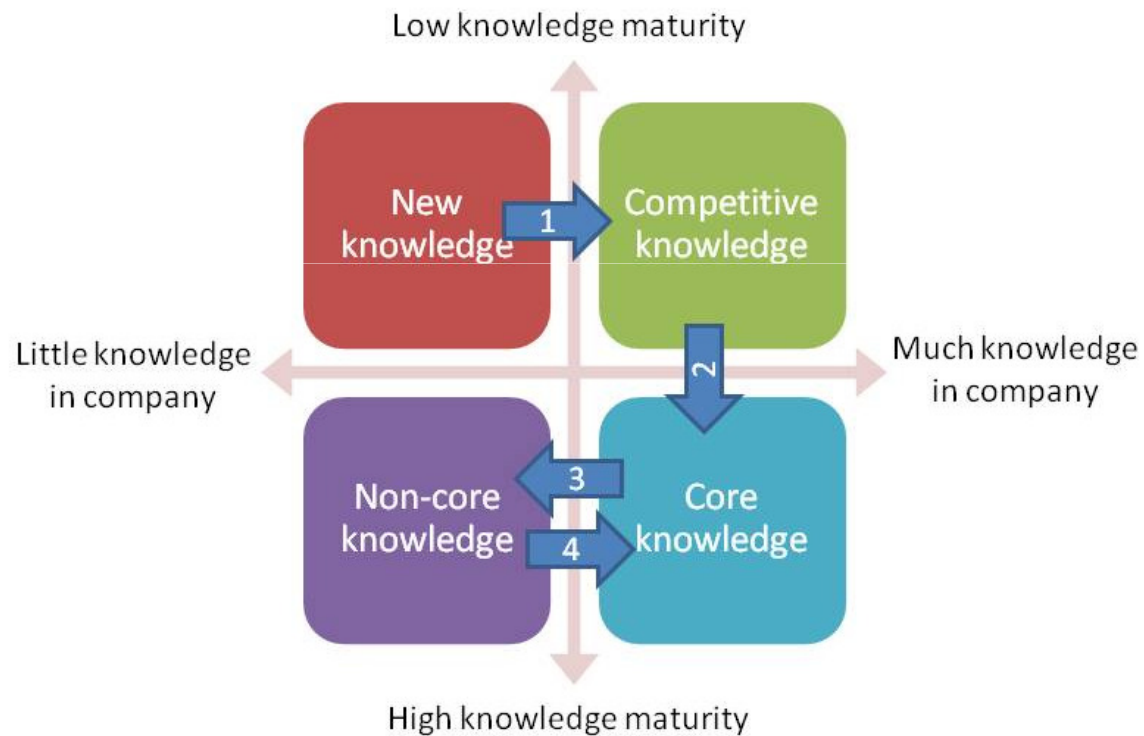 Low knowledge maturity
New
knowledge
1
Competitive
knowledge
Little knowledge
in company
2
Much knowledge
in company
Non-core
knowledge
3
4
Core
knowledge
High knowledge maturity